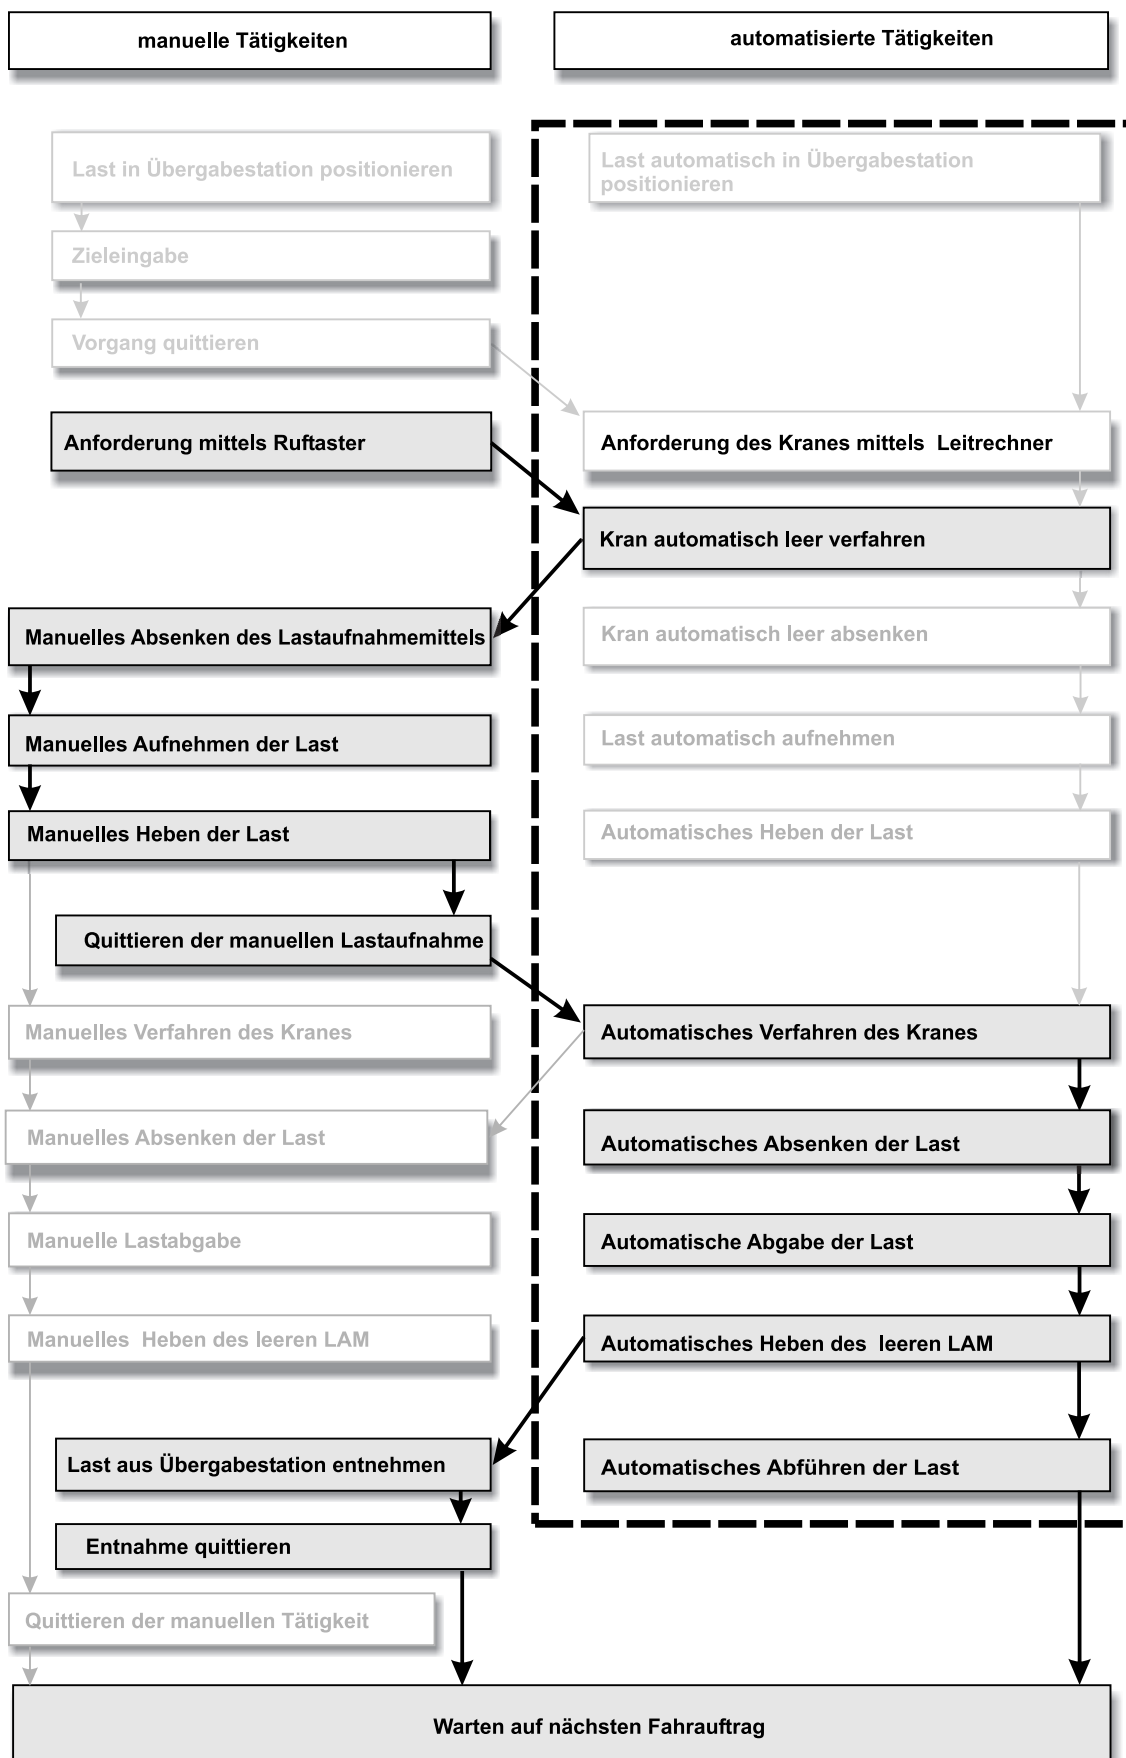 manuelle Tätigkeiten
automatisierte Tätigkeiten
Last in Übergabestation positionieren
Last automatisch in Übergabestation
positionieren
Zieleingabe
Vorgang quittieren
Anforderung mittels Ruftaster
Anforderung des Kranes mittels Leitrechner
Kran automatisch leer verfahren
Manuelles Absenken des Lastaufnahmemittels
Kran automatisch leer absenken
Manuelles Aufnehmen der Last
Last automatisch aufnehmen
Manuelles Heben der Last
Automatisches Heben der Last
Quittieren der manuellen Lastaufnahme
Manuelles Verfahren des Kranes
Automatisches Verfahren des Kranes
Manuelles Absenken der Last
Automatisches Absenken der Last
Manuelle Lastabgabe
Automatische Abgabe der Last
Manuelles Heben des leeren LAM
Automatisches Heben des leeren LAM
Last aus Übergabestation entnehmen
Automatisches Abführen der Last
Entnahme quittieren
Quittieren der manuellen Tätigkeit
Warten auf nächsten Fahrauftrag